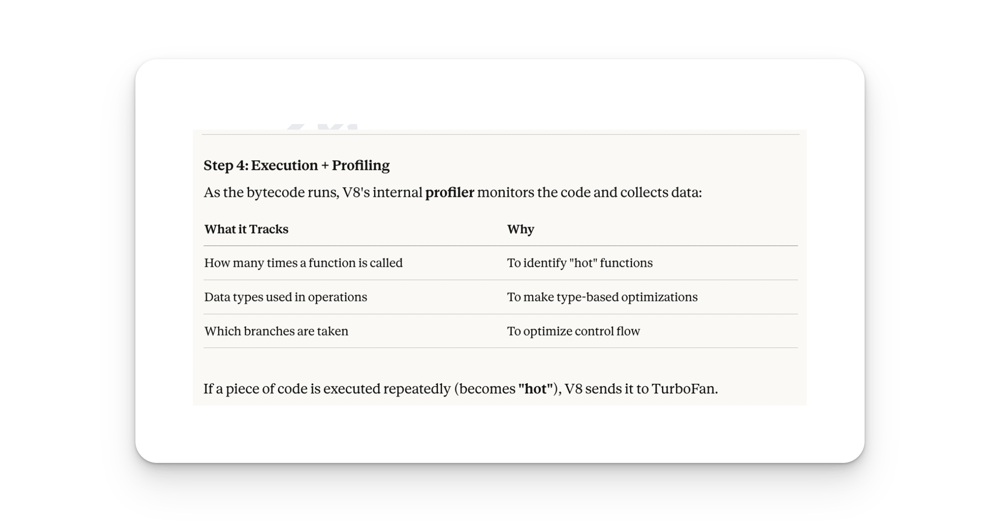 Step 4: Execution + Profiling
As the bytecode runs, V8's internal profiler monitors the code and collects data:
What it Tracks Why
How many times a function is called To identify "hot" functions
Data types used in operations To make type-based optimizations
Which branches are taken To optimize control flow
If a piece of code is executed repeatedly (becomes "hot"), V8 sends it to TurboFan.